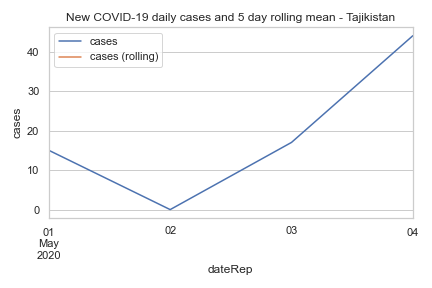 New COVID-19 daily cases and 5 day rolling mean - Tajikistan
cases
cases (rolling)
40
30
20
10
0
cases
01
May
2020
02
03
04
dateRep